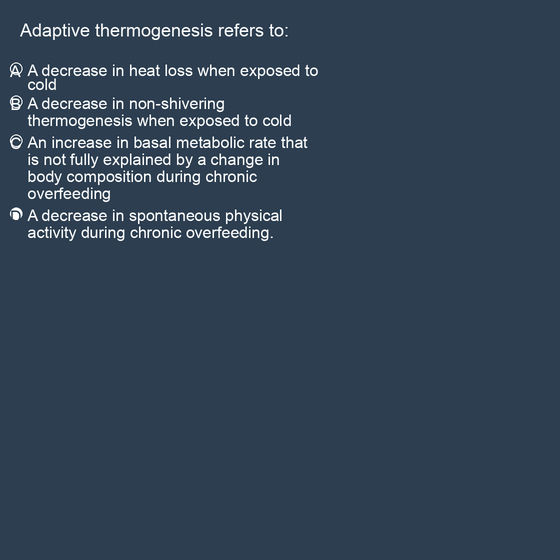 Adaptive thermogenesis refers to:
A A decrease in heat loss when exposed to
cold
B A decrease in non-shivering
thermogenesis when exposed to cold
C An increase in basal metabolic rate that
is not fully explained by a change in
body composition during chronic
overfeeding
D A decrease in spontaneous physical
activity during chronic overfeeding.